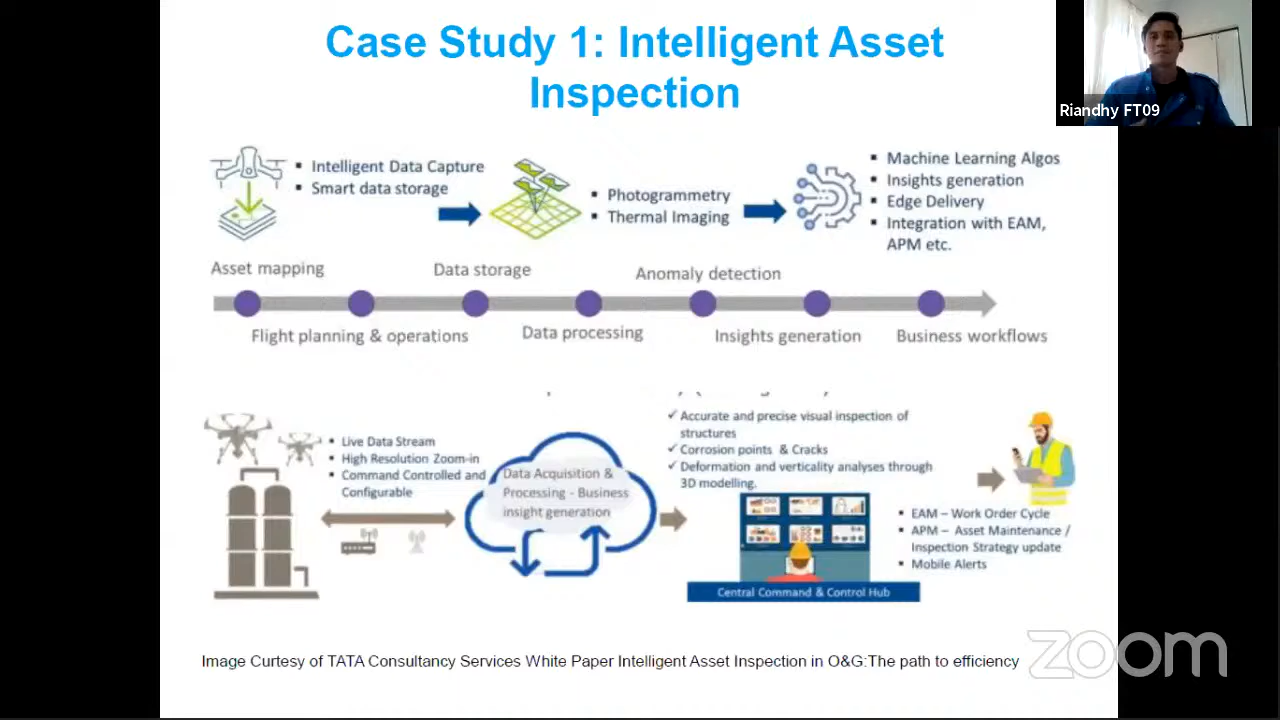 Case Study 1: Intelligent Asset
Inspection
Riandhy FT09
▪ Intelligent Data Capture
▪ Smart data storage
▪ Photogrammetry
▪ Thermal Imaging
▪ Machine Learning Algos
▪ Insights generation
▪ Edge Delivery
▪ Integration with EAM,
APM etc.
Asset mapping
Data storage
Anomaly detection
Flight planning & operations
Data processing
Insights generation
Business workflows
▪ Live Data Stream
▪ High Resolution Zoom-in
▪ Command Controlled and
Configurable
Data Acquisition &
Processing - Business
insight generation
✓ Accurate and precise visual inspection of
structures
✓ Corrosion points & Cracks
✓ Deformation and verticality analyses through
3D modelling.
Central Command & Control Hub
▪ EAM – Work Order Cycle
▪ APM – Asset Maintenance /
Inspection Strategy update
▪ Mobile Alerts
Image Curtesy of TATA Consultancy Services White Paper Intelligent Asset Inspection in O&G:The path to efficiency
zoom